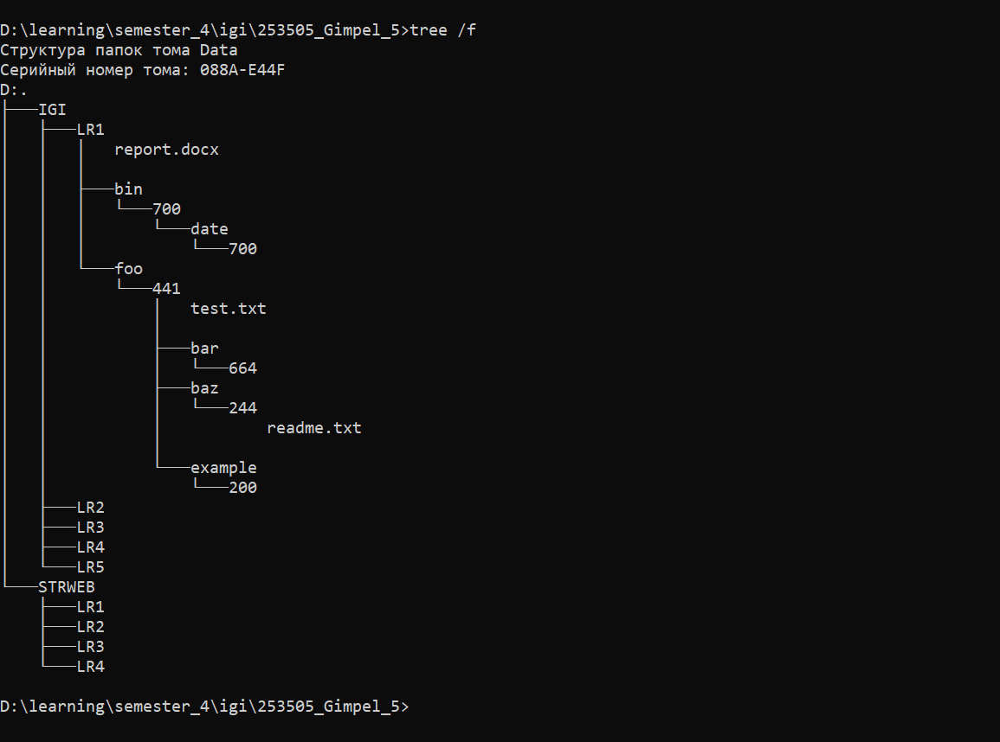 D:\learning\semester_4\igi\253505_Gimpel_5>tree /f
Структура папок тома Data
Серийный номер тома: 088A-E44F
D:.
├───IGI
│   ├───LR1
│   │   │   report.docx
│   │   │
│   │   ├───bin
│   │   │   └───700
│   │   │       └───date
│   │   │           └───700
│   │   └───foo
│   │       └───441
│   │           │   test.txt
│   │           │
│   │           ├───bar
│   │           │   └───664
│   │           ├───baz
│   │           │   └───244
│   │           │           readme.txt
│   │           │
│   │           └───example
│   │               └───200
│   ├───LR2
│   ├───LR3
│   ├───LR4
│   └───LR5
└───STRWEB
    ├───LR1
    ├───LR2
    ├───LR3
    └───LR4

D:\learning\semester_4\igi\253505_Gimpel_5>